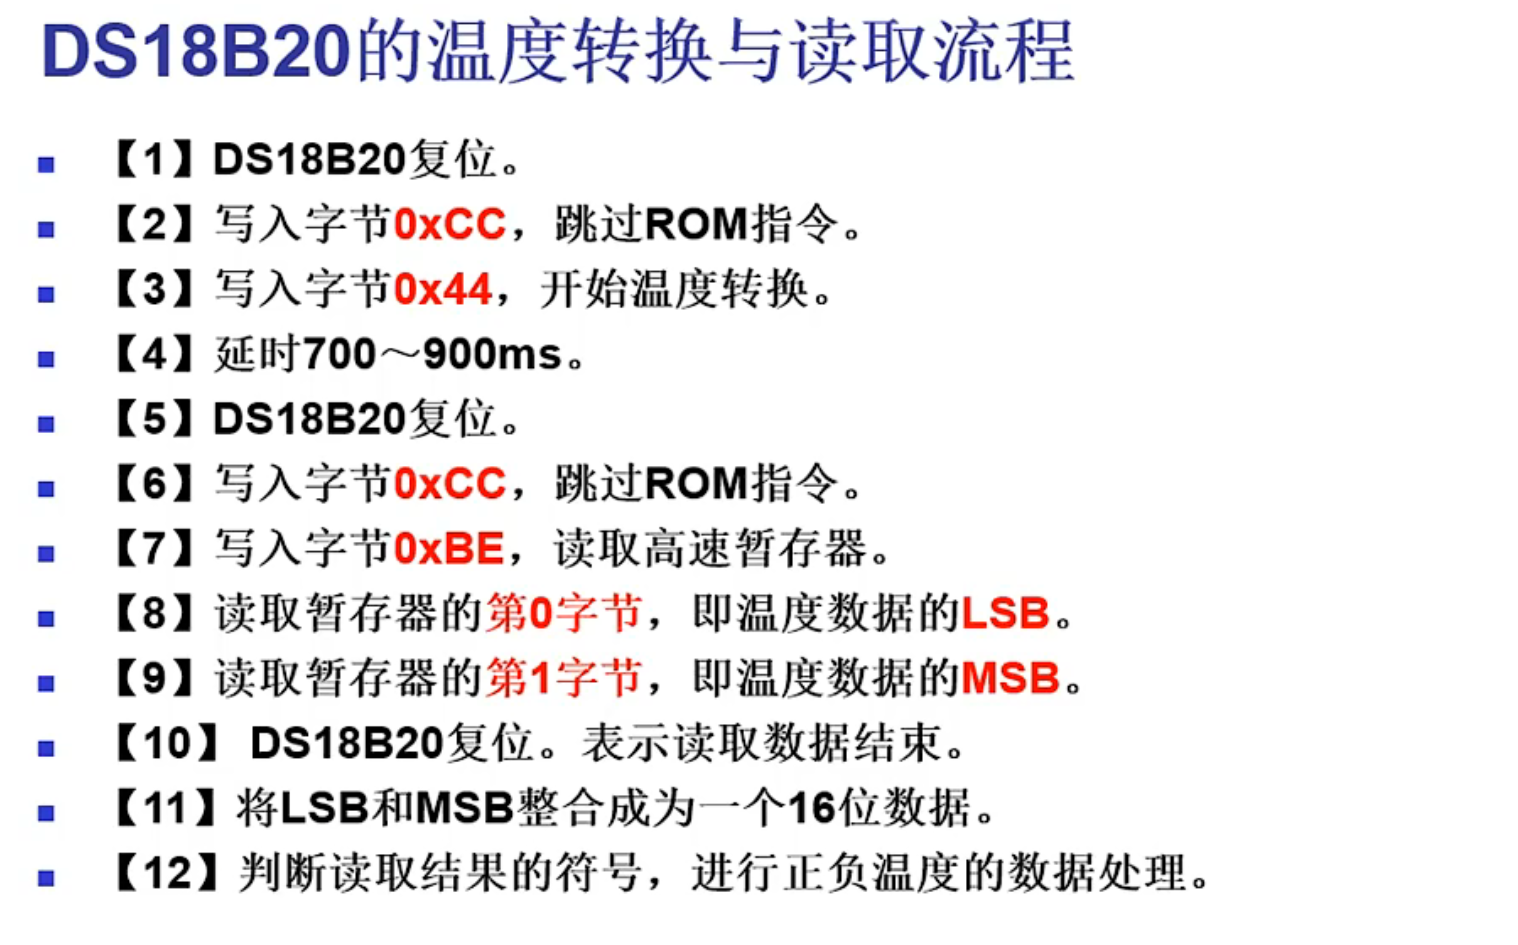 DS18B20的温度转换与读取流程
【1】DS18B20复位。
【2】写入字节0xCC，跳过ROM指令。
【3】写入字节0x44，开始温度转换。
【4】延时700～900ms。
【5】DS18B20复位。
【6】写入字节0xCC，跳过ROM指令。
【7】写入字节0xBE，读取高速暂存器。
【8】读取暂存器的第0字节，即温度数据的LSB。
【9】读取暂存器的第1字节，即温度数据的MSB。
【10】 DS18B20复位。表示读取数据结束。
【11】将LSB和MSB整合成为一个16位数据。
【12】判断读取结果的符号，进行正负温度的数据处理。